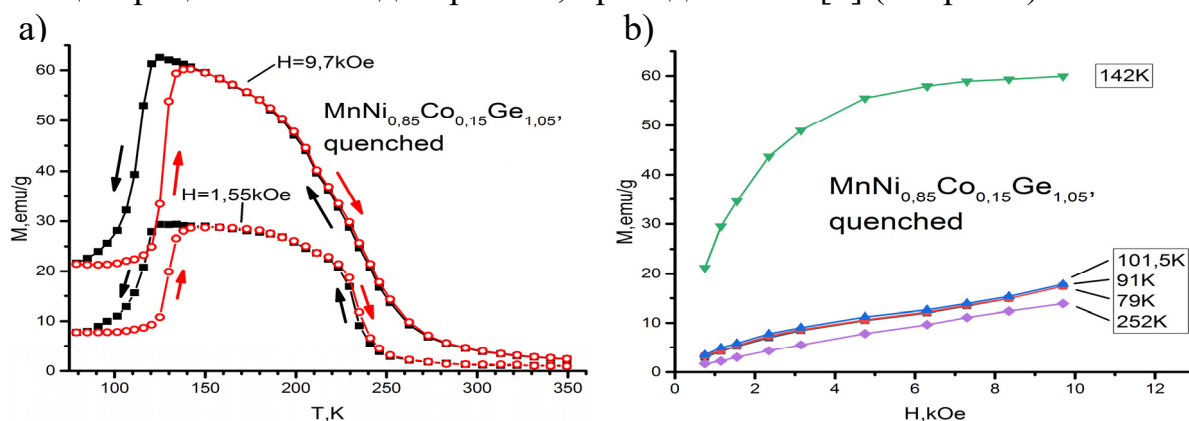 a)
H=9,7kOe
MnNi0,85Co0,15Ge1,05,
quenched
H=1,55kOe
M,emu/g
60
50
40
30
20
10
0
100 150 200 250 300 350
T,K
b)
142K
MnNi0,85Co0,15Ge1,05,
quenched
101,5K
91K
79K
252K
M,emu/g
60
50
40
30
20
10
0
0 2 4 6 8 10 12
H,kOe